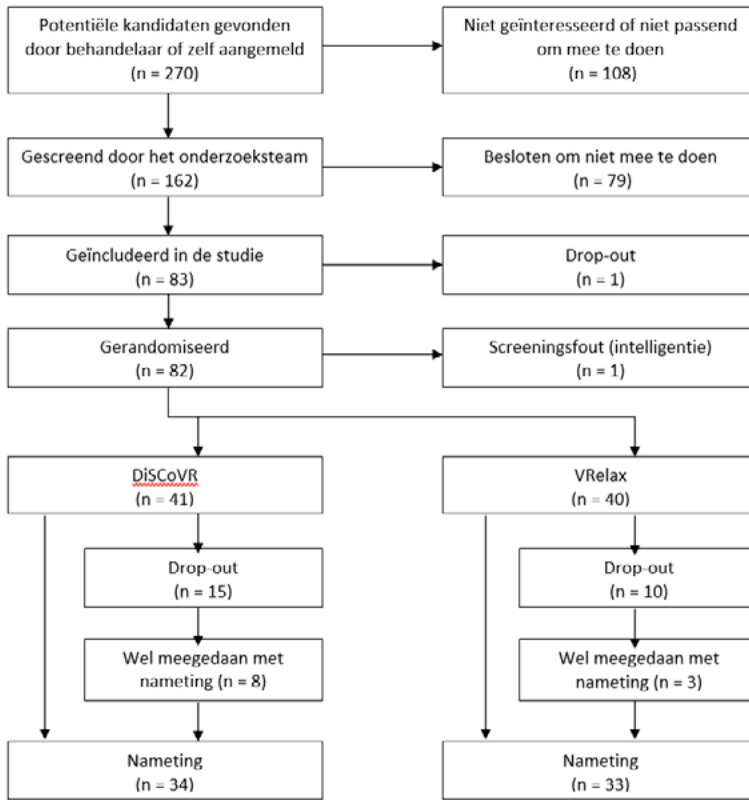 Potentiële kandidaten gevonden
door behandelaar of zelf aangemeld
(n = 270)
Niet geïnteresseerd of niet passend
om mee te doen
(n = 108)
Gescreend door het onderzoeksteam
(n = 162)
Besloten om niet mee te doen
(n = 79)
Geïncludeerd in de studie
(n = 83)
Drop-out
(n = 1)
Gerandomiseerd
(n = 82)
Screeningsfout (intelligentie)
(n = 1)
DiSCoVR
(n = 41)
VRelax
(n = 40)
Drop-out
(n = 15)
Drop-out
(n = 10)
Wel meegedaan met
nameting (n = 8)
Wel meegedaan met
nameting (n = 3)
Nameting
(n = 34)
Nameting
(n = 33)